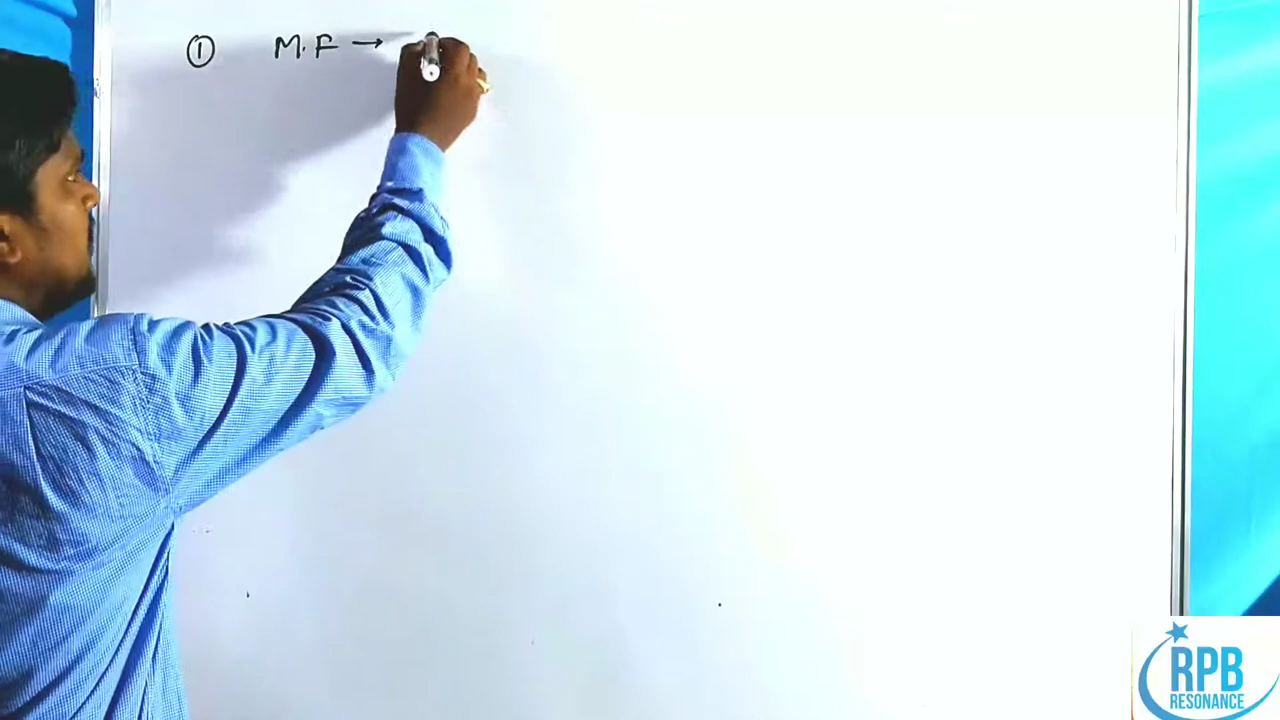 ① M.F →
RPB
RESONANCE